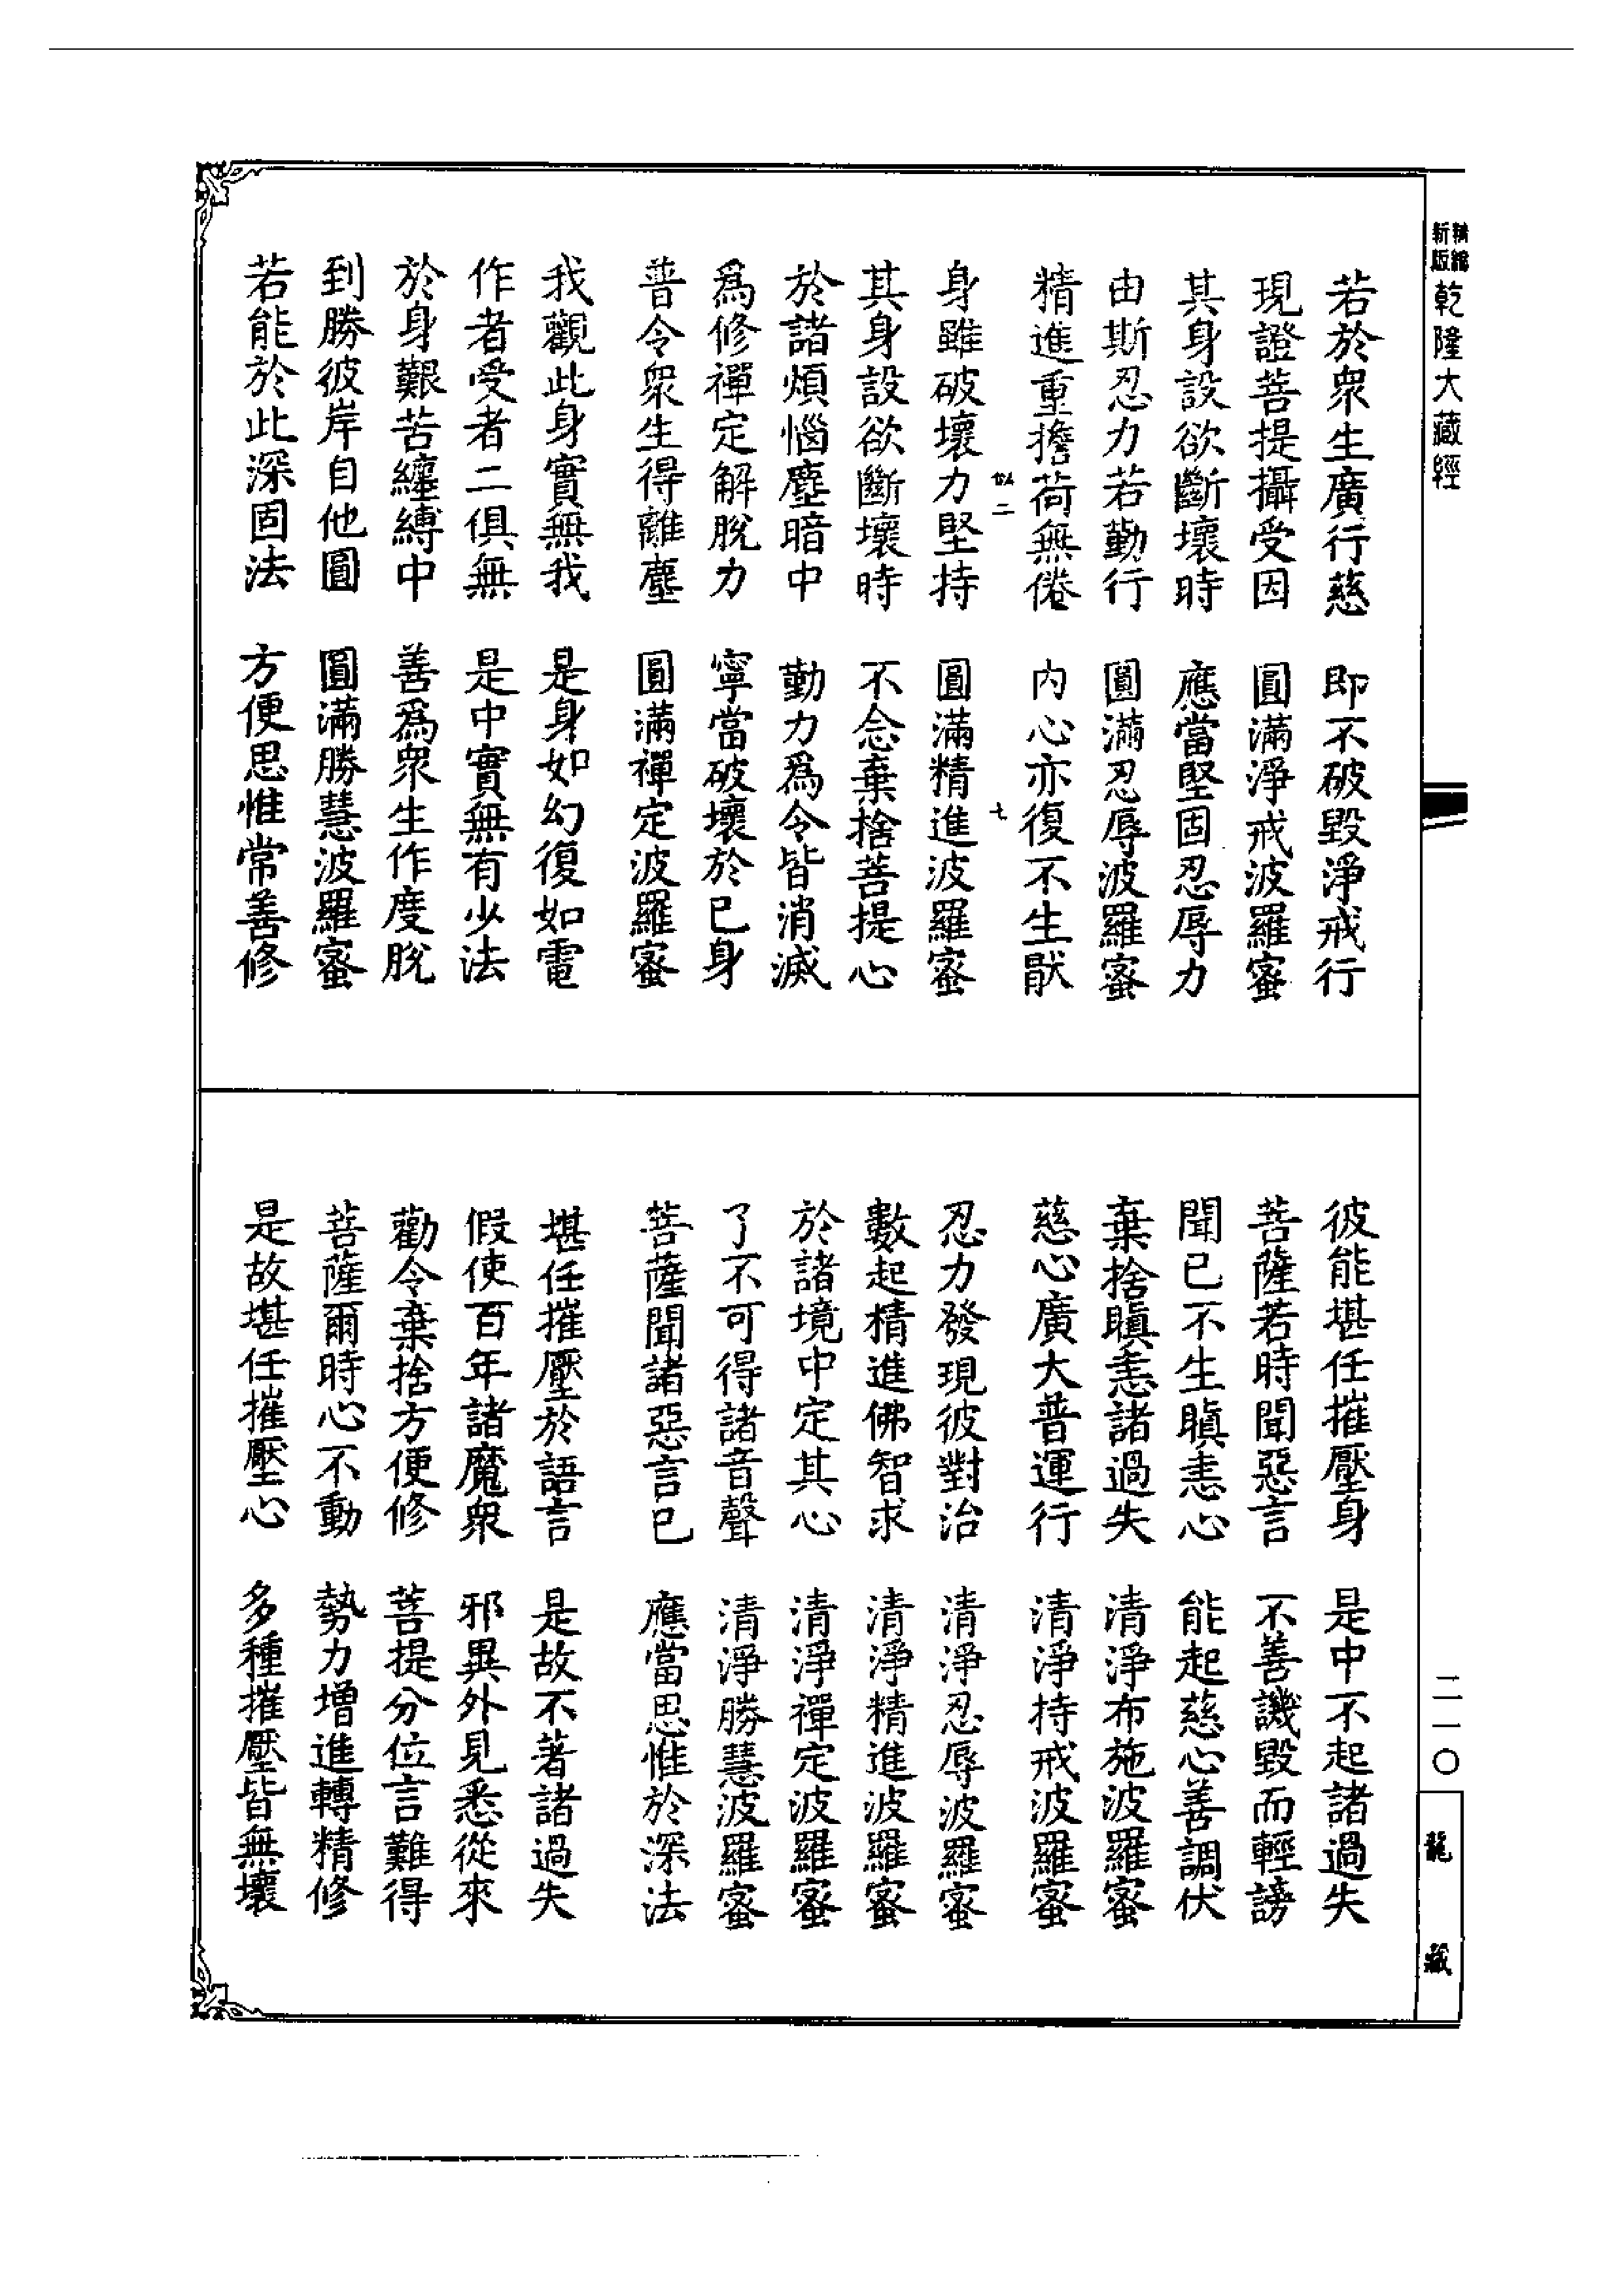 精縮新版乾隆大藏經
若於衆生廣行慈　即不破毀淨戒行
現證菩提攝受因　圓滿淨戒波羅蜜
其身設欲斷壞時　應當堅固忍辱力
由斯忍力若勤行　圓滿忍辱波羅蜜
精進重擔荷無倦　內心亦復不生猒
二　七
身雖破壞力堅持　圓滿精進波羅蜜
其身設欲斷壞時　不念棄捨菩提心
於諸煩惱塵暗中　勤力爲令皆消滅
爲修禪定解脫力　寧當破壞於已身
普令衆生得離塵　圓滿禪定波羅蜜
我觀此身實無我　是身如幻復如電
作者受者二俱無　是中實無有少法
於身艱苦纏縛中　善爲衆生作度脫
到勝彼岸自他圓　圓滿勝慧波羅蜜
若能於此深固法　方便思惟常善修
彼能堪任摧壓身　是中不起諸過失
菩薩若時聞惡言　不善譏毀而輕謗
聞已不生瞋恚心　能起慈心善調伏
棄捨瞋恚諸過失　清淨布施波羅蜜
慈心廣大普運行　清淨持戒波羅蜜
忍力發現彼對治　清淨忍辱波羅蜜
數起精進佛智求　清淨精進波羅蜜
於諸境中定其心　清淨禪定波羅蜜
了不可得諸音聲　清淨勝慧波羅蜜
菩薩聞諸惡言已　應當思惟於深法
堪任摧壓於語言　是故不著諸過失
假使百年諸魔衆　邪異外見悉從來
勸令棄捨方便修　菩提分位言難得
菩薩爾時心不動　勢力增進轉精修
是故堪任摧壓心　多種摧壓皆無壞
二一〇
龍藏